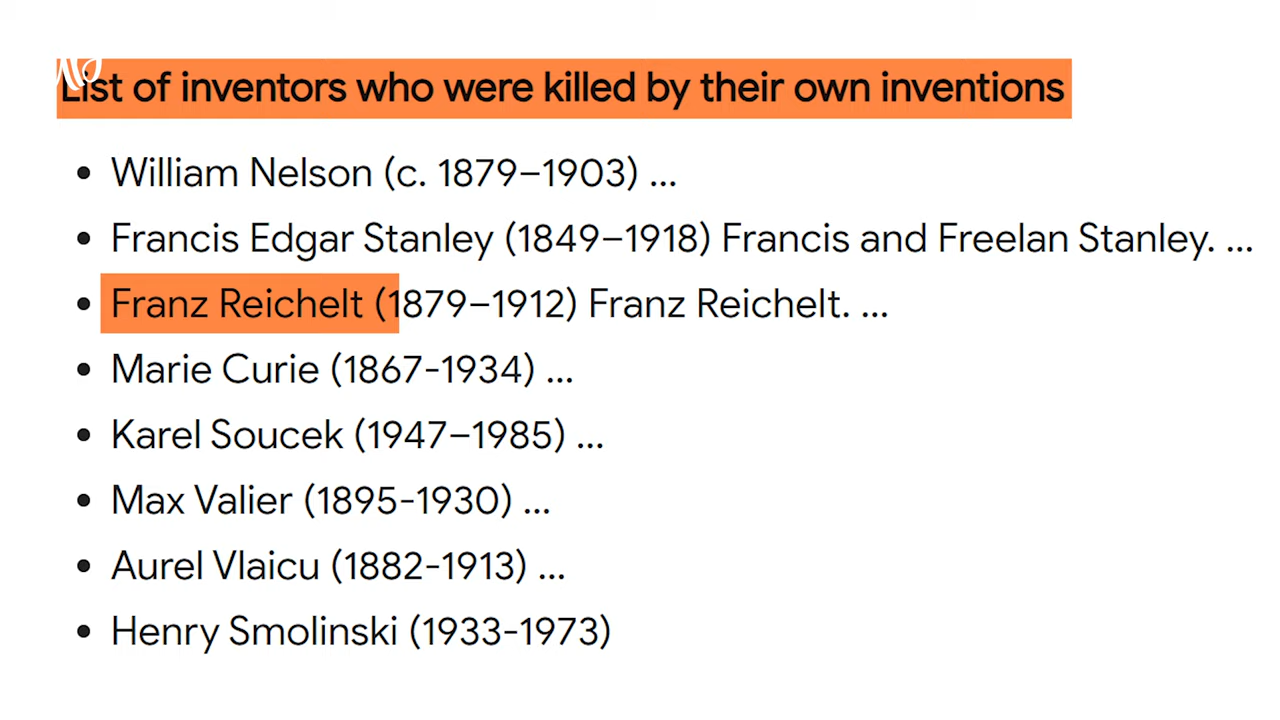 List of inventors who were killed by their own inventions
• William Nelson (c. 1879–1903) ...
• Francis Edgar Stanley (1849–1918) Francis and Freelan Stanley. ...
• Franz Reichelt (1879–1912) Franz Reichelt. ...
• Marie Curie (1867-1934) ...
• Karel Soucek (1947–1985) ...
• Max Valier (1895-1930) ...
• Aurel Vlaicu (1882-1913) ...
• Henry Smolinski (1933-1973)